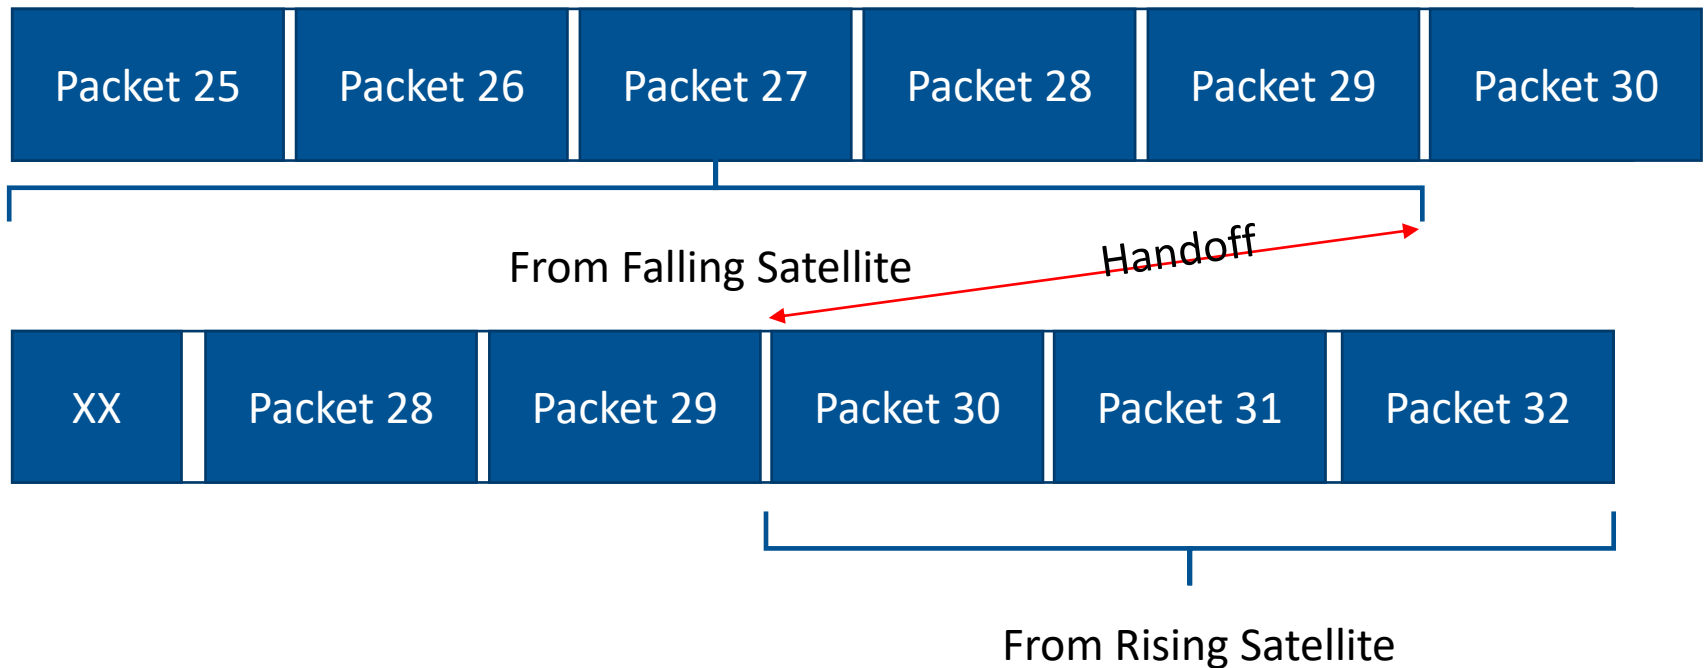 Packet 25 Packet 26 Packet 27 Packet 28 Packet 29 Packet 30
From Falling Satellite
Handoff
XX Packet 28 Packet 29 Packet 30 Packet 31 Packet 32
From Rising Satellite